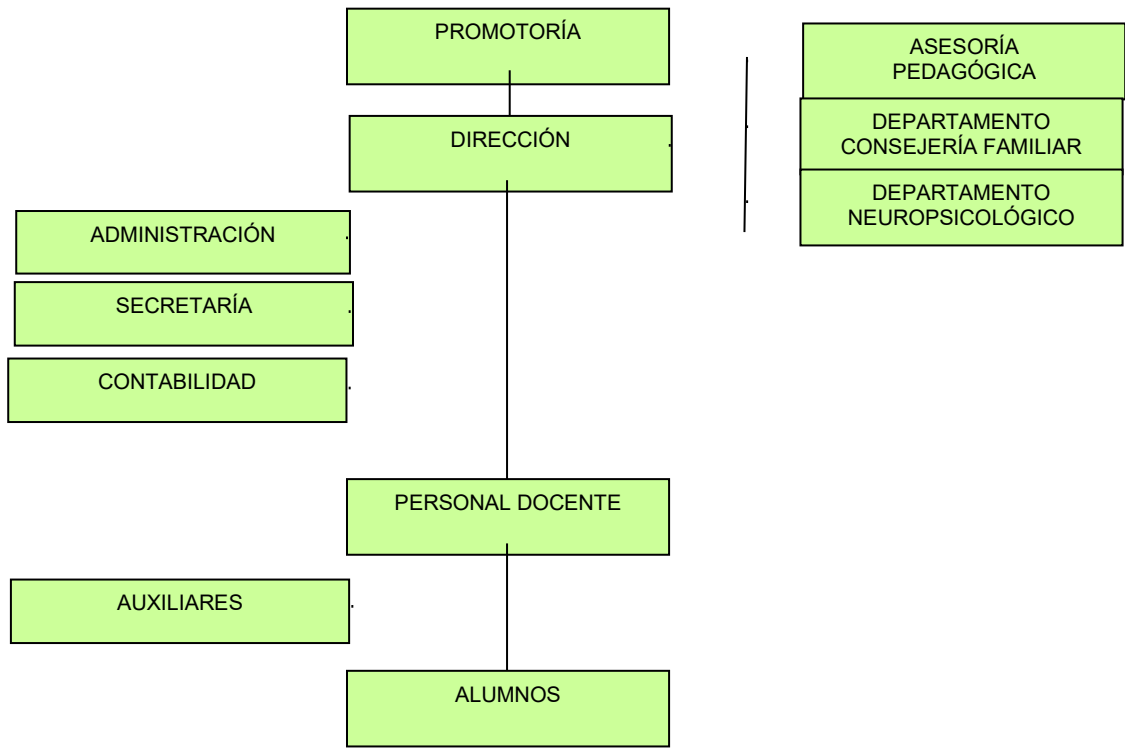 PROMOTORÍA
ASESORÍA
PEDAGÓGICA
DIRECCIÓN
DEPARTAMENTO
CONSEJERÍA FAMILIAR
DEPARTAMENTO
NEUROPSICOLÓGICO
ADMINISTRACIÓN
SECRETARÍA
CONTABILIDAD
PERSONAL DOCENTE
AUXILIARES
ALUMNOS